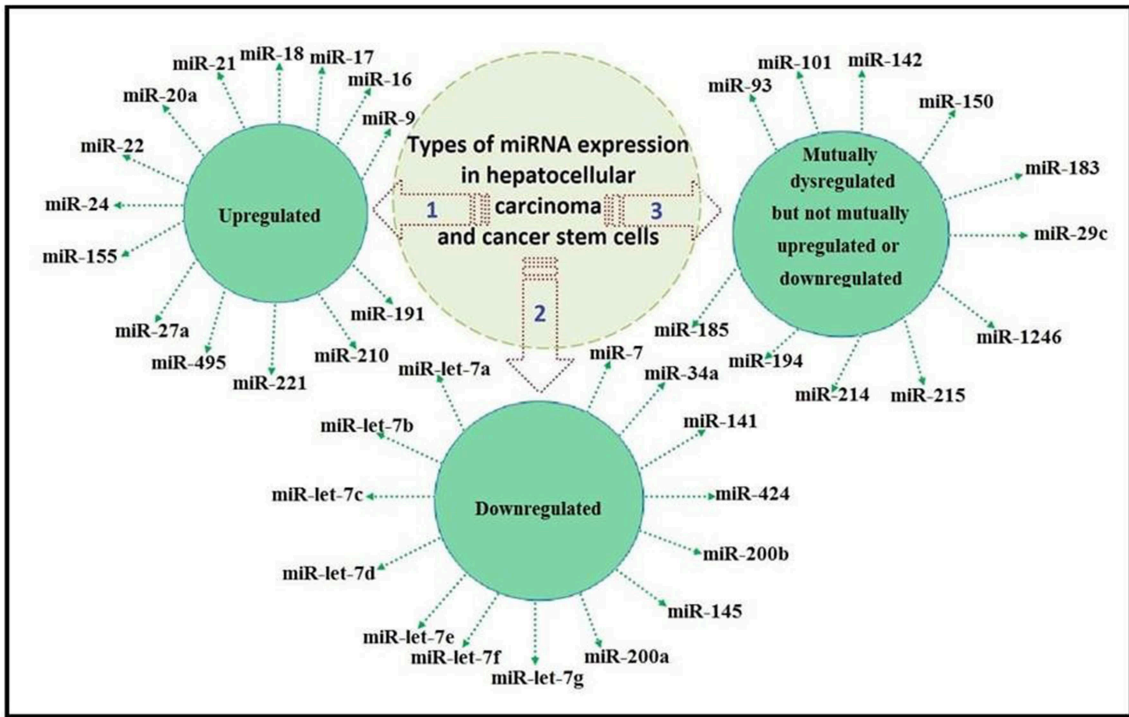 Types of miRNA expression
in hepatocellular
carcinoma
and cancer stem cells
1
2
3
Upregulated
miR-9
miR-16
miR-17
miR-18
miR-21
miR-20a
miR-22
miR-24
miR-155
miR-27a
miR-495
miR-221
miR-210
miR-191
Downregulated
miR-let-7a
miR-let-7b
miR-let-7c
miR-let-7d
miR-let-7e
miR-let-7f
miR-let-7g
miR-200a
miR-145
miR-200b
miR-424
miR-141
miR-34a
miR-7
Mutually
dysregulated
but not mutually
upregulated or
downregulated
miR-93
miR-101
miR-142
miR-150
miR-183
miR-29c
miR-1246
miR-215
miR-214
miR-194
miR-185